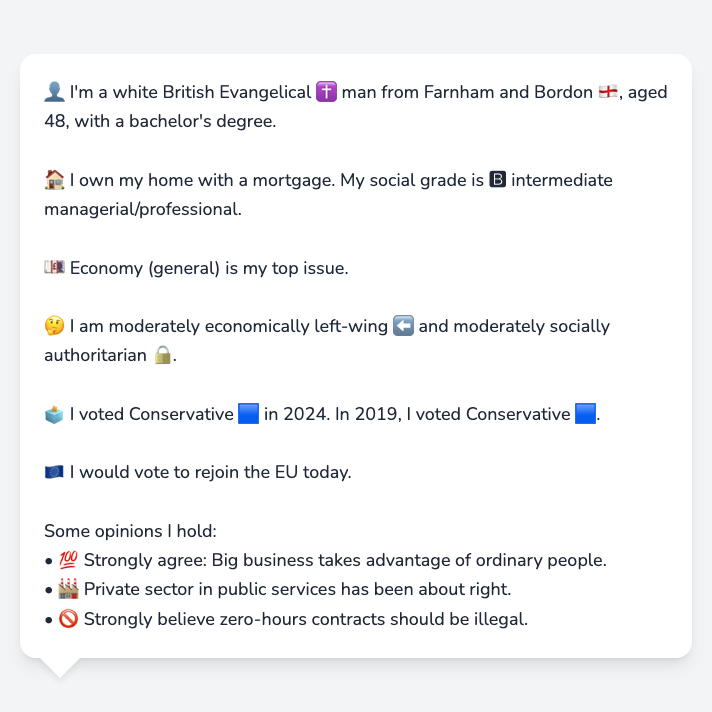 👤 I'm a white British Evangelical ✝️ man from Farnham and Bordon 🏴󠁧󠁢󠁥󠁮󠁧󠁿, aged
48, with a bachelor's degree.
🏠 I own my home with a mortgage. My social grade is 🅱 intermediate
managerial/professional.
💷 Economy (general) is my top issue.
🤔 I am moderately economically left-wing ⬅️ and moderately socially
authoritarian 🔒.
🗳️ I voted Conservative 🟦 in 2024. In 2019, I voted Conservative 🟦.
🇪🇺 I would vote to rejoin the EU today.
Some opinions I hold:
• 💯 Strongly agree: Big business takes advantage of ordinary people.
• 🏭 Private sector in public services has been about right.
• 🚫 Strongly believe zero-hours contracts should be illegal.